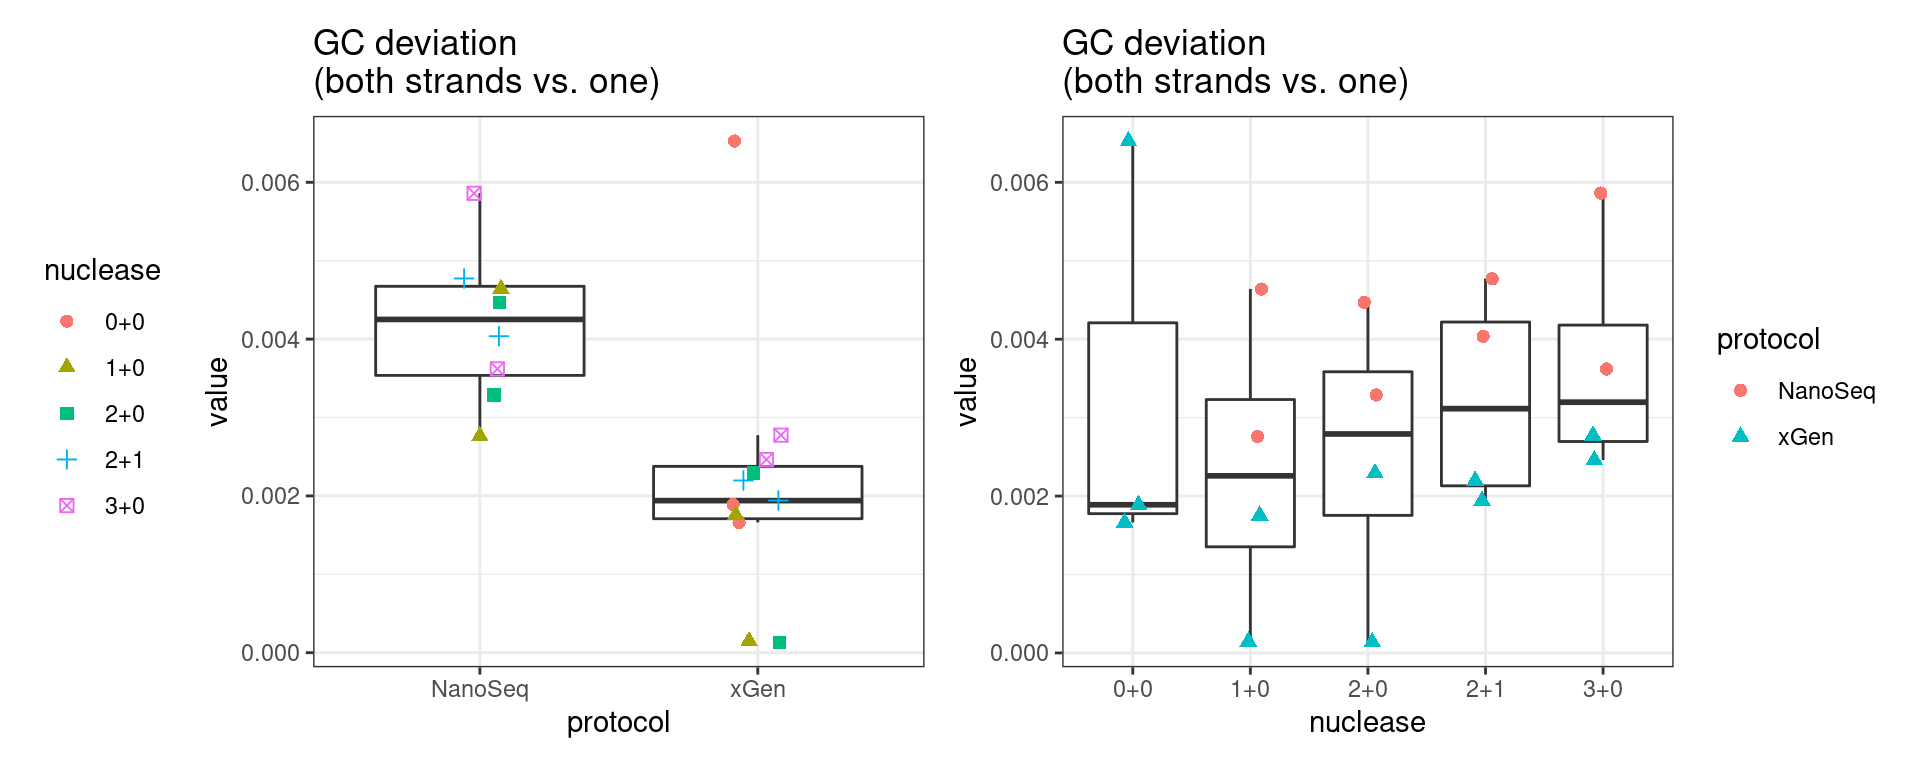 GC deviation
(both strands vs. one)
nuclease
0+0
1+0
2+0
2+1
3+0
value
0.006
0.004
0.002
0.000
NanoSeq
xGen
protocol
GC deviation
(both strands vs. one)
value
0.006
0.004
0.002
0.000
0+0
1+0
2+0
2+1
3+0
nuclease
protocol
NanoSeq
xGen